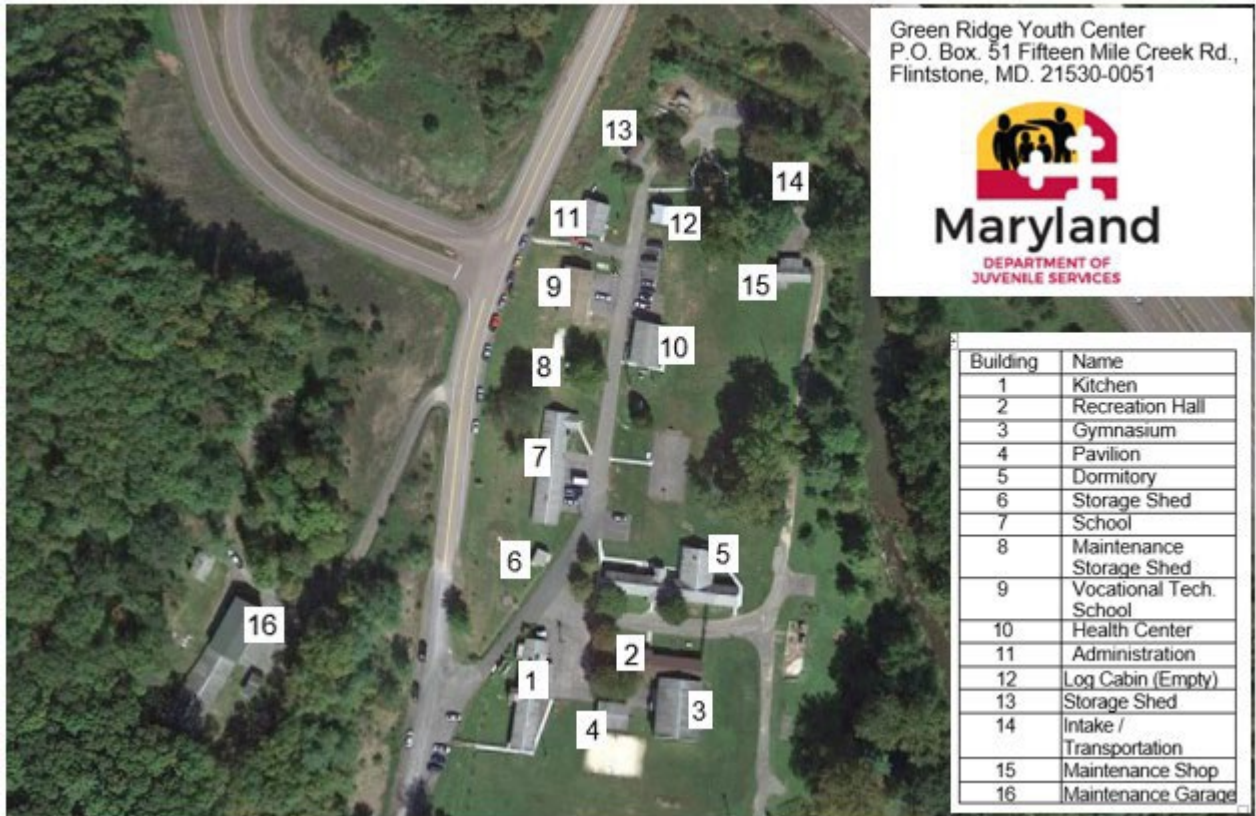 Green Ridge Youth Center
P.O. Box. 51 Fifteen Mile Creek Rd.,
Flintstone, MD. 21530-0051
Maryland
DEPARTMENT OF
JUVENILE SERVICES
13
14
11
12
9
15
10
8
7
6
5
16
2
1
3
4
Building Name
1 Kitchen
2 Recreation Hall
3 Gymnasium
4 Pavilion
5 Dormitory
6 Storage Shed
7 School
8 Maintenance
Storage Shed
9 Vocational Tech.
School
10 Health Center
11 Administration
12 Log Cabin (Empty)
13 Storage Shed
14 Intake /
Transportation
15 Maintenance Shop
16 Maintenance Garage